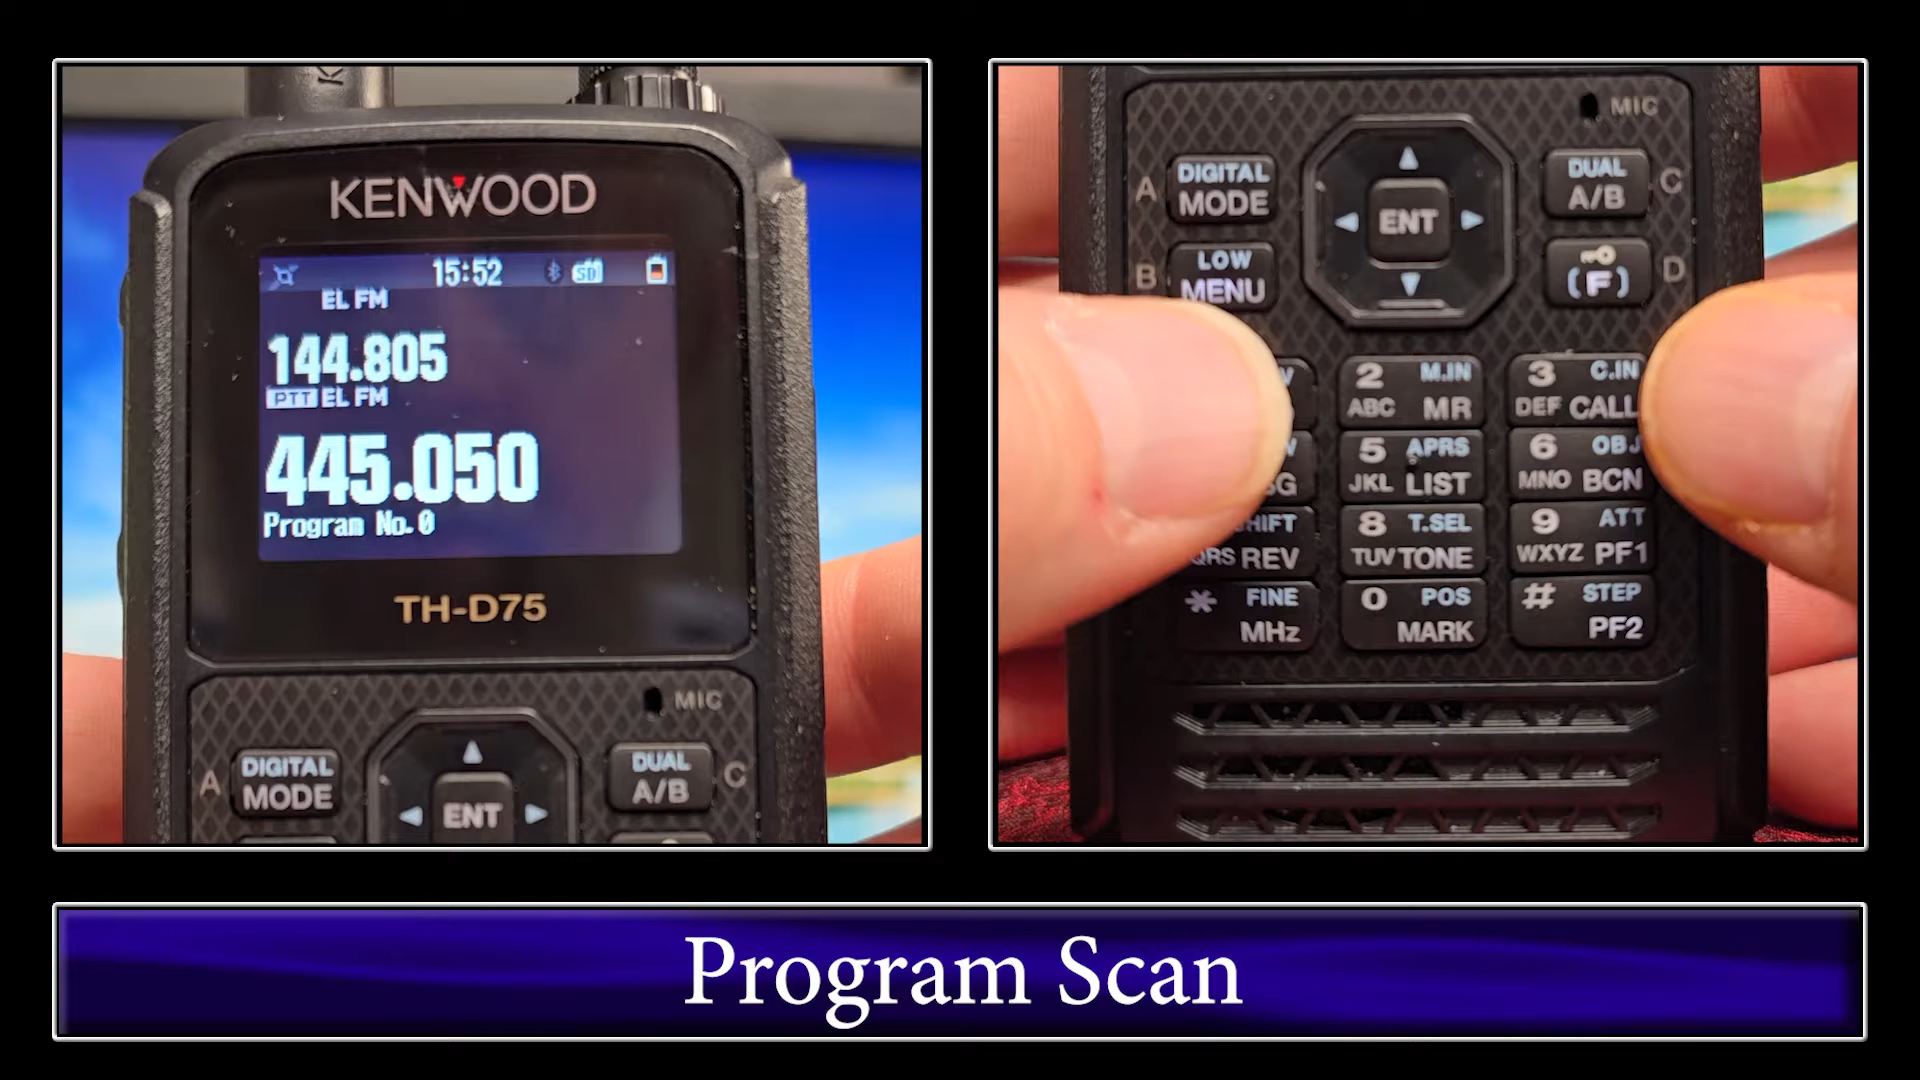 K
KENWOOD
15:52 SD
EL FM
144.805
PTT EL FM
445.050
Program No.0
TH-D75
MIC
A DIGITAL MODE
ENT
DUAL A/B C
MIC
A DIGITAL MODE
ENT
DUAL A/B C
B LOW MENU
(F) D
2 M.IN ABC MR
3 C.IN DEF CALL
5 APRS JKL LIST
6 OBJ MNO BCN
QRS REV
8 T.SEL TUV TONE
9 ATT WXYZ PF1
* FINE MHz
0 POS MARK
# STEP PF2
Program Scan